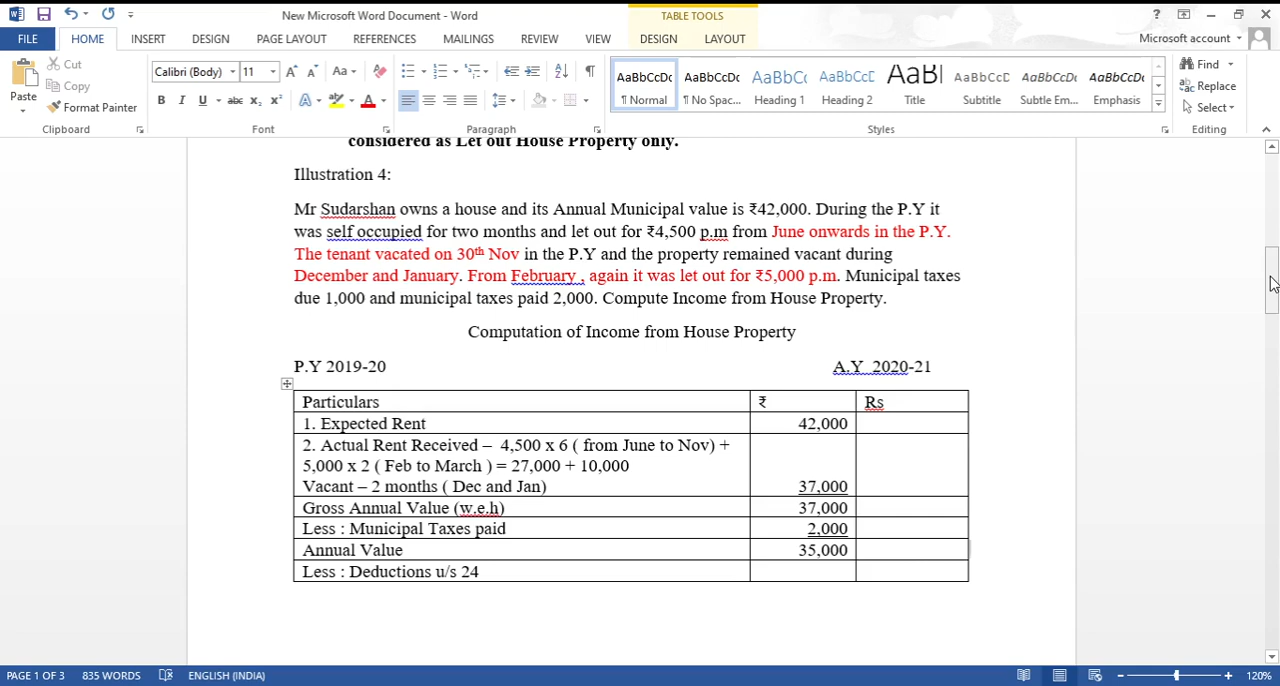 New Microsoft Word Document - Word
TABLE TOOLS
FILE HOME INSERT DESIGN PAGE LAYOUT REFERENCES MAILINGS REVIEW VIEW DESIGN LAYOUT Microsoft account
Paste
Cut
Copy
Format Painter
Calibri (Body) 11
AaBbCcDc AaBbCcDc AaBbCc AaBbCcD AaBl AaBbCcD AaBbCcDc AaBbCcDc
¶ Normal ¶ No Spac... Heading 1 Heading 2 Title Subtitle Subtle Em... Emphasis
Find
Replace
Select
Clipboard Font Paragraph Styles Editing
considered as Let out House Property only.
Illustration 4:
Mr Sudarshan owns a house and its Annual Municipal value is ₹42,000. During the P.Y it
was self occupied for two months and let out for ₹4,500 p.m from June onwards in the P.Y.
The tenant vacated on 30th Nov in the P.Y and the property remained vacant during
December and January. From February , again it was let out for ₹5,000 p.m. Municipal taxes
due 1,000 and municipal taxes paid 2,000. Compute Income from House Property.
Computation of Income from House Property
P.Y 2019-20 A.Y 2020-21
Particulars ₹ Rs
1. Expected Rent 42,000
2. Actual Rent Received – 4,500 x 6 ( from June to Nov) +
5,000 x 2 ( Feb to March ) = 27,000 + 10,000
Vacant – 2 months ( Dec and Jan) 37,000
Gross Annual Value (w.e.h) 37,000
Less : Municipal Taxes paid 2,000
Annual Value 35,000
Less : Deductions u/s 24
PAGE 1 OF 3 835 WORDS ENGLISH (INDIA) 120%